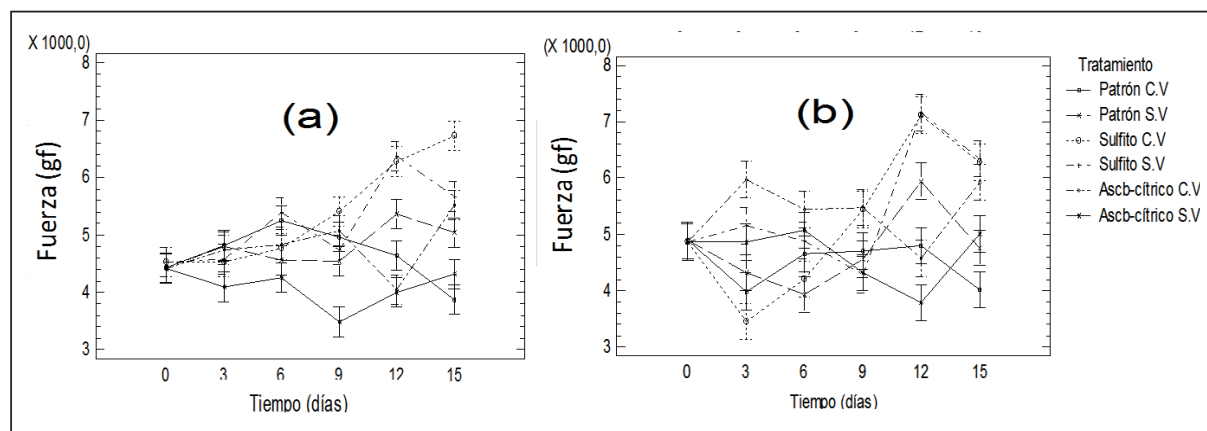 X 1000,0)
(a)
Fuerza (gf)
8
7
6
5
4
3
0 3 6 9 12 15
Tiempo (días)
(X 1000,0)
(b)
Fuerza (gf)
8
7
6
5
4
3
0 3 6 9 12 15
Tiempo (días)
Tratamiento
Patrón C.V
Patrón S.V
Sulfito C.V
Sulfito S.V
Ascb-cítrico C.V
Ascb-cítrico S.V